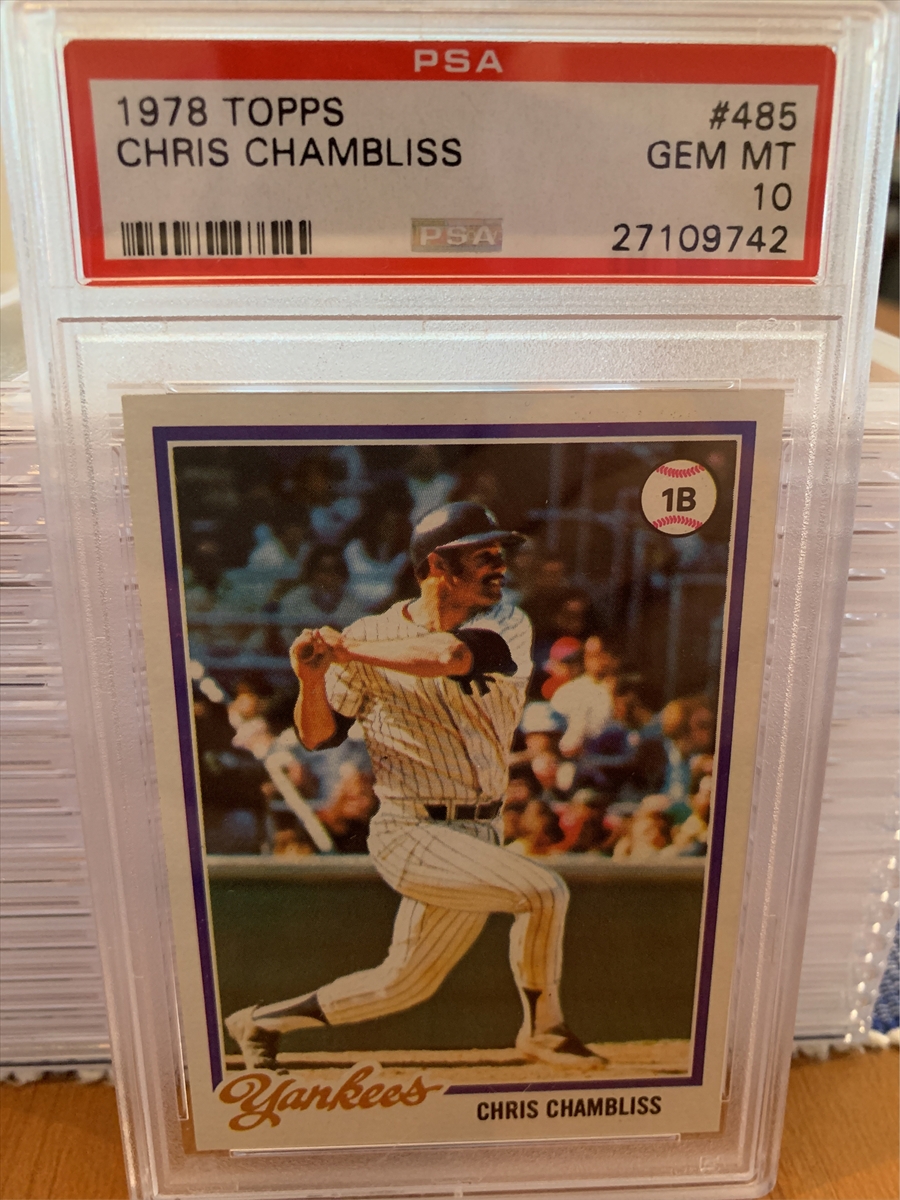 PSA
1978 TOPPS #485
CHRIS CHAMBLISS GEM MT
10
PSA 27109742
1B
Yankees CHRIS CHAMBLISS